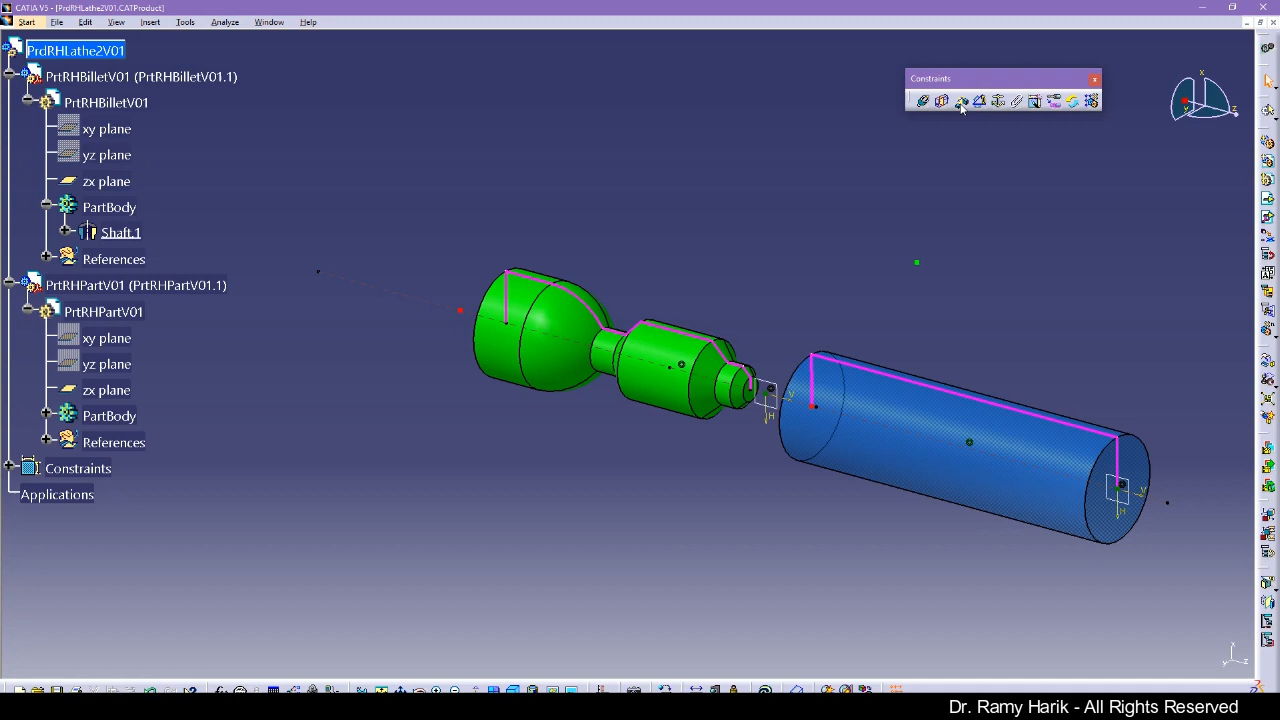 CATIA V5 - [PrdRHLathe2V01.CATProduct]
Start File Edit View Insert Tools Analyze Window Help
PrdRHLathe2V01
PrtRHBilletV01 (PrtRHBilletV01.1)
PrtRHBilletV01
xy plane
yz plane
zx plane
PartBody
Shaft.1
References
PrtRHPartV01 (PrtRHPartV01.1)
PrtRHPartV01
xy plane
yz plane
zx plane
PartBody
References
Constraints
Applications
Constraints
x
y
z
V
H
V
H
x
y
z
Dr. Ramy Harik - All Rights Reserved